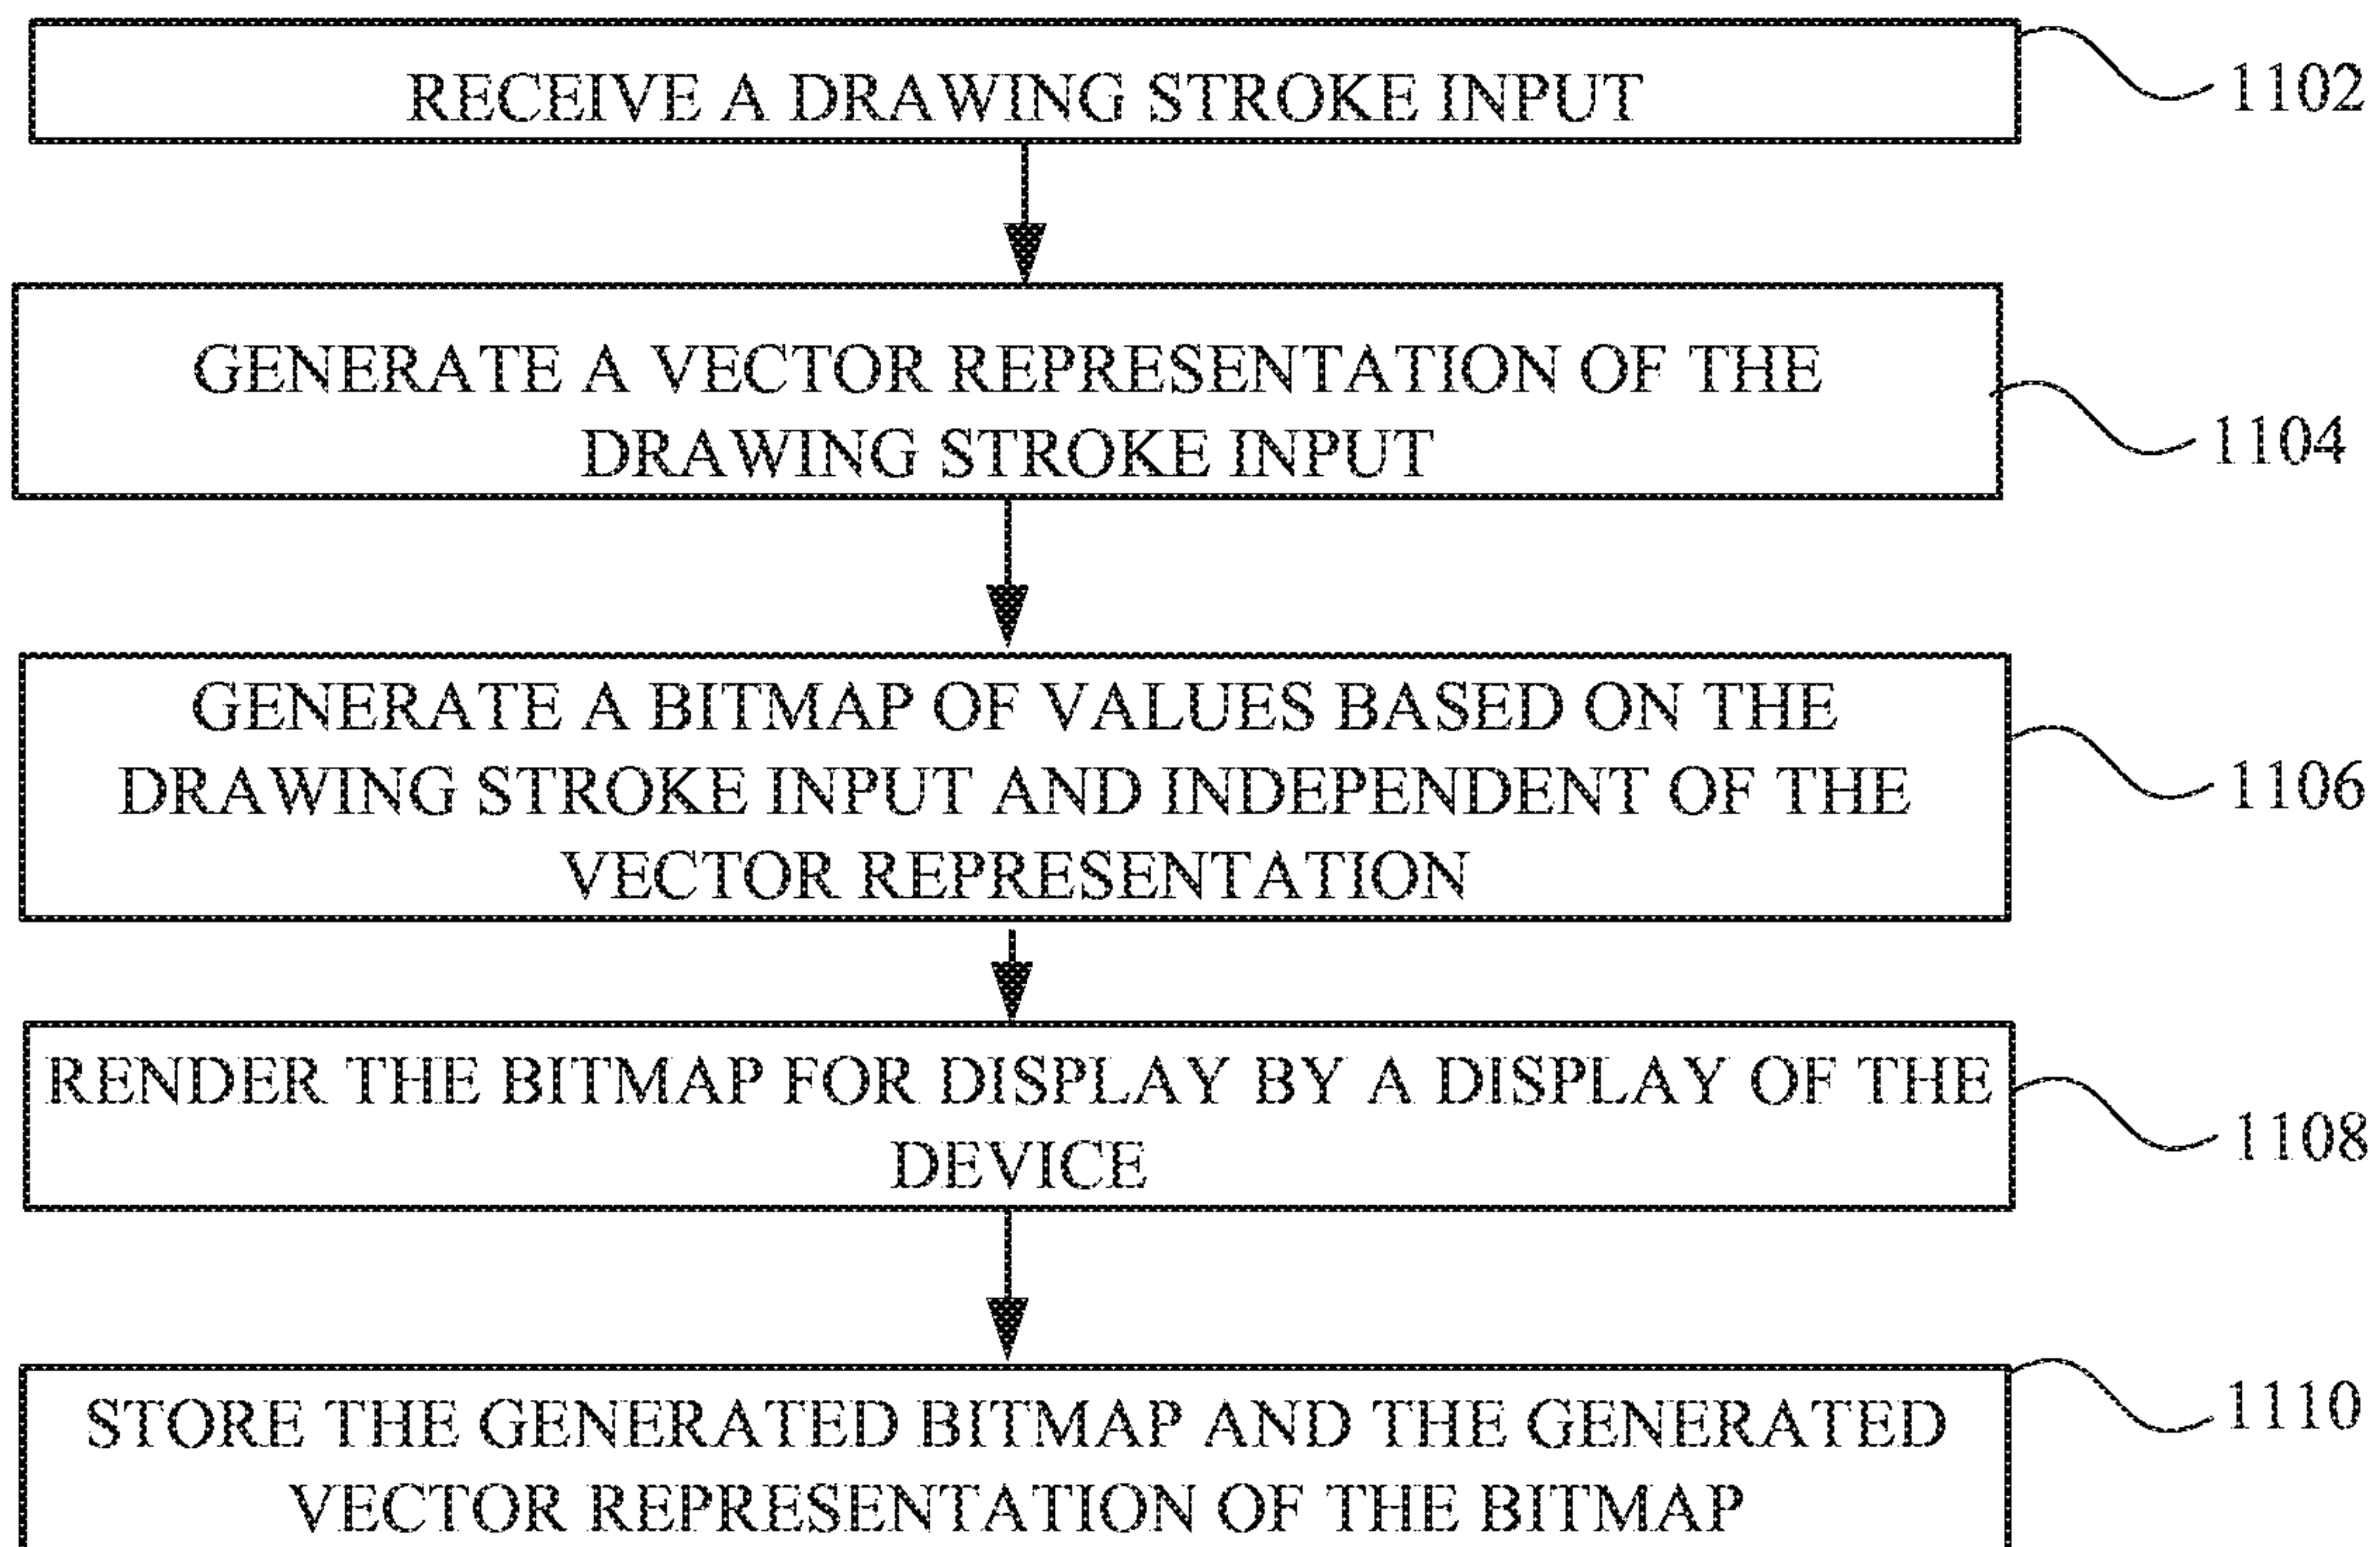 RECEIVE A DRAWING STROKE INPUT
1102
GENERATE A VECTOR REPRESENTATION OF THE
DRAWING STROKE INPUT
1104
GENERATE A BITMAP OF VALUES BASED ON THE
DRAWING STROKE INPUT AND INDEPENDENT OF THE
VECTOR REPRESENTATION
1106
RENDER THE BITMAP FOR DISPLAY BY A DISPLAY OF THE
DEVICE
1108
STORE THE GENERATED BITMAP AND THE GENERATED
VECTOR REPRESENTATION OF THE BITMAP
1110